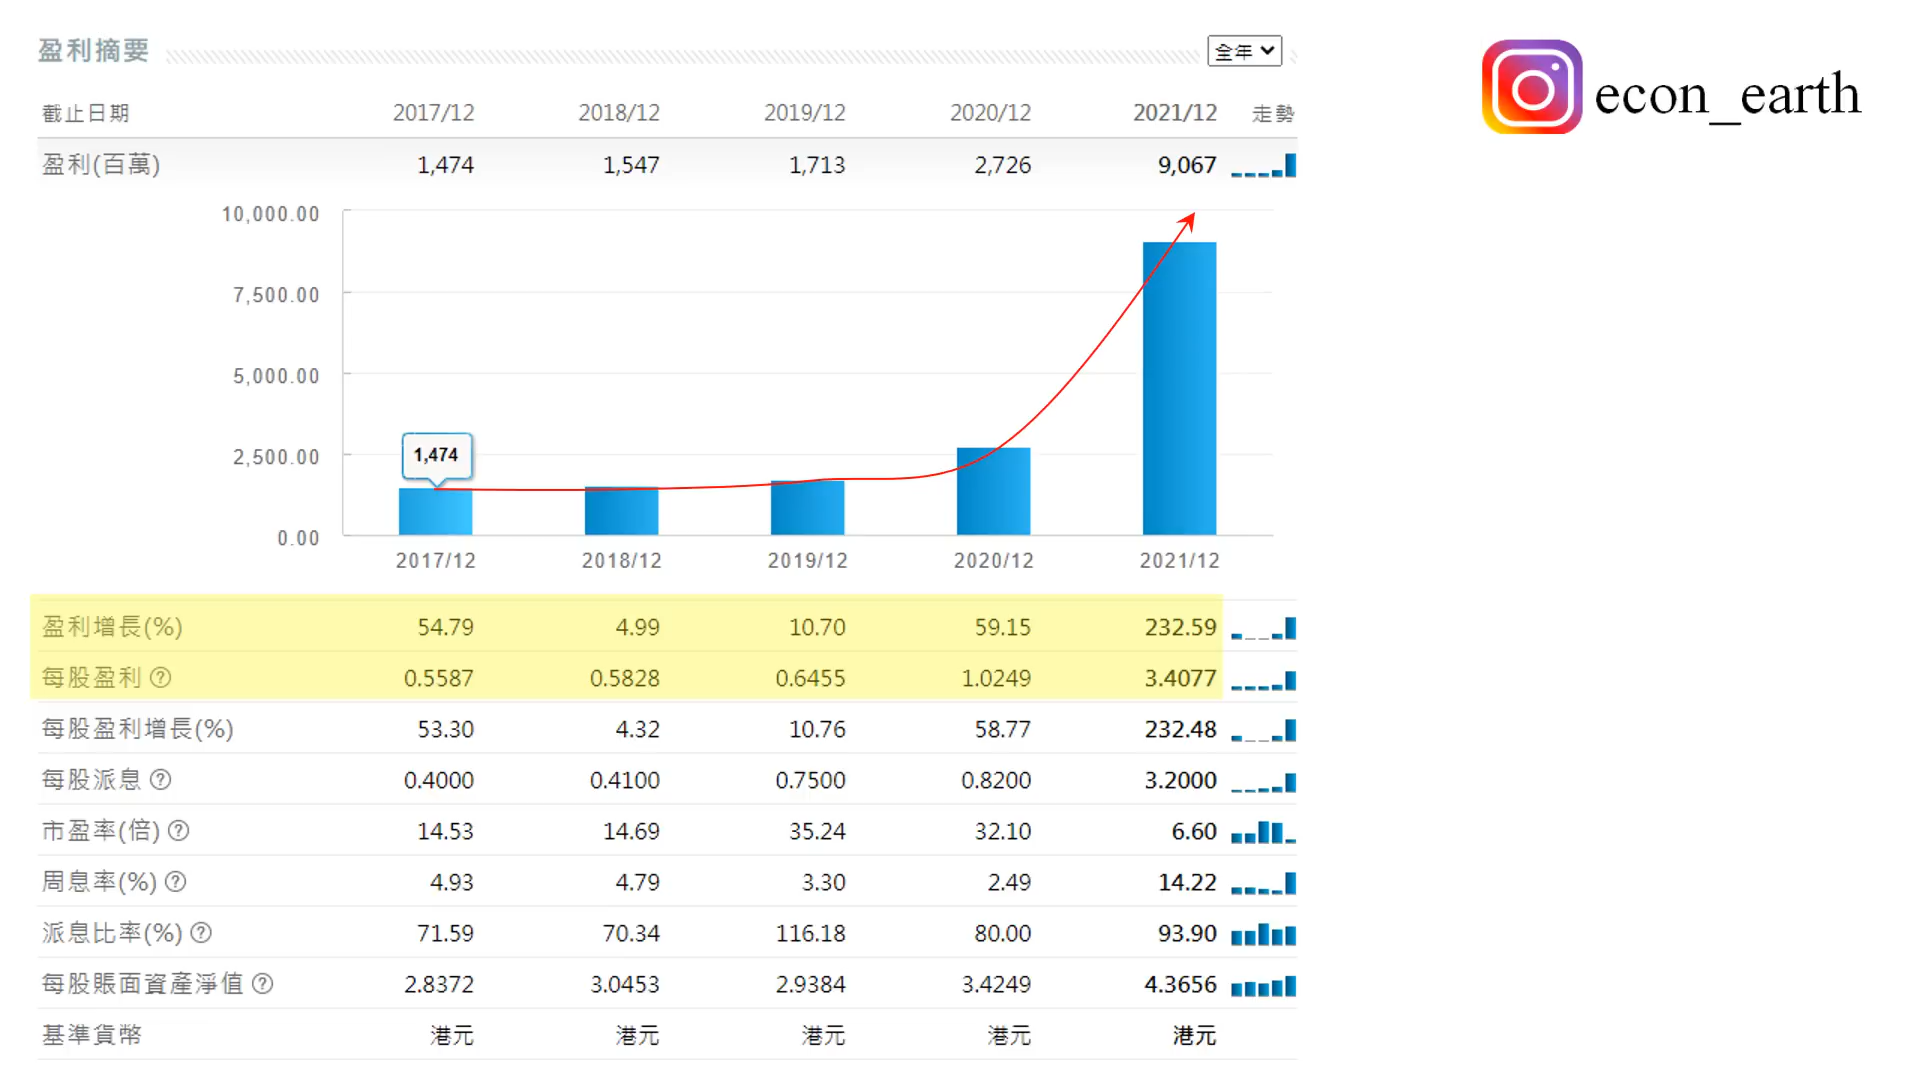 盈利摘要 全年
econ_earth
截止日期 2017/12 2018/12 2019/12 2020/12 2021/12 走勢
盈利(百萬) 1,474 1,547 1,713 2,726 9,067
10,000.00
7,500.00
5,000.00
2,500.00
0.00
1,474
2017/12 2018/12 2019/12 2020/12 2021/12
盈利增長(%) 54.79 4.99 10.70 59.15 232.59
每股盈利 ? 0.5587 0.5828 0.6455 1.0249 3.4077
每股盈利增長(%) 53.30 4.32 10.76 58.77 232.48
每股派息 ? 0.4000 0.4100 0.7500 0.8200 3.2000
市盈率(倍) ? 14.53 14.69 35.24 32.10 6.60
周息率(%) ? 4.93 4.79 3.30 2.49 14.22
派息比率(%) ? 71.59 70.34 116.18 80.00 93.90
每股賬面資產淨值 ? 2.8372 3.0453 2.9384 3.4249 4.3656
基準貨幣 港元 港元 港元 港元 港元